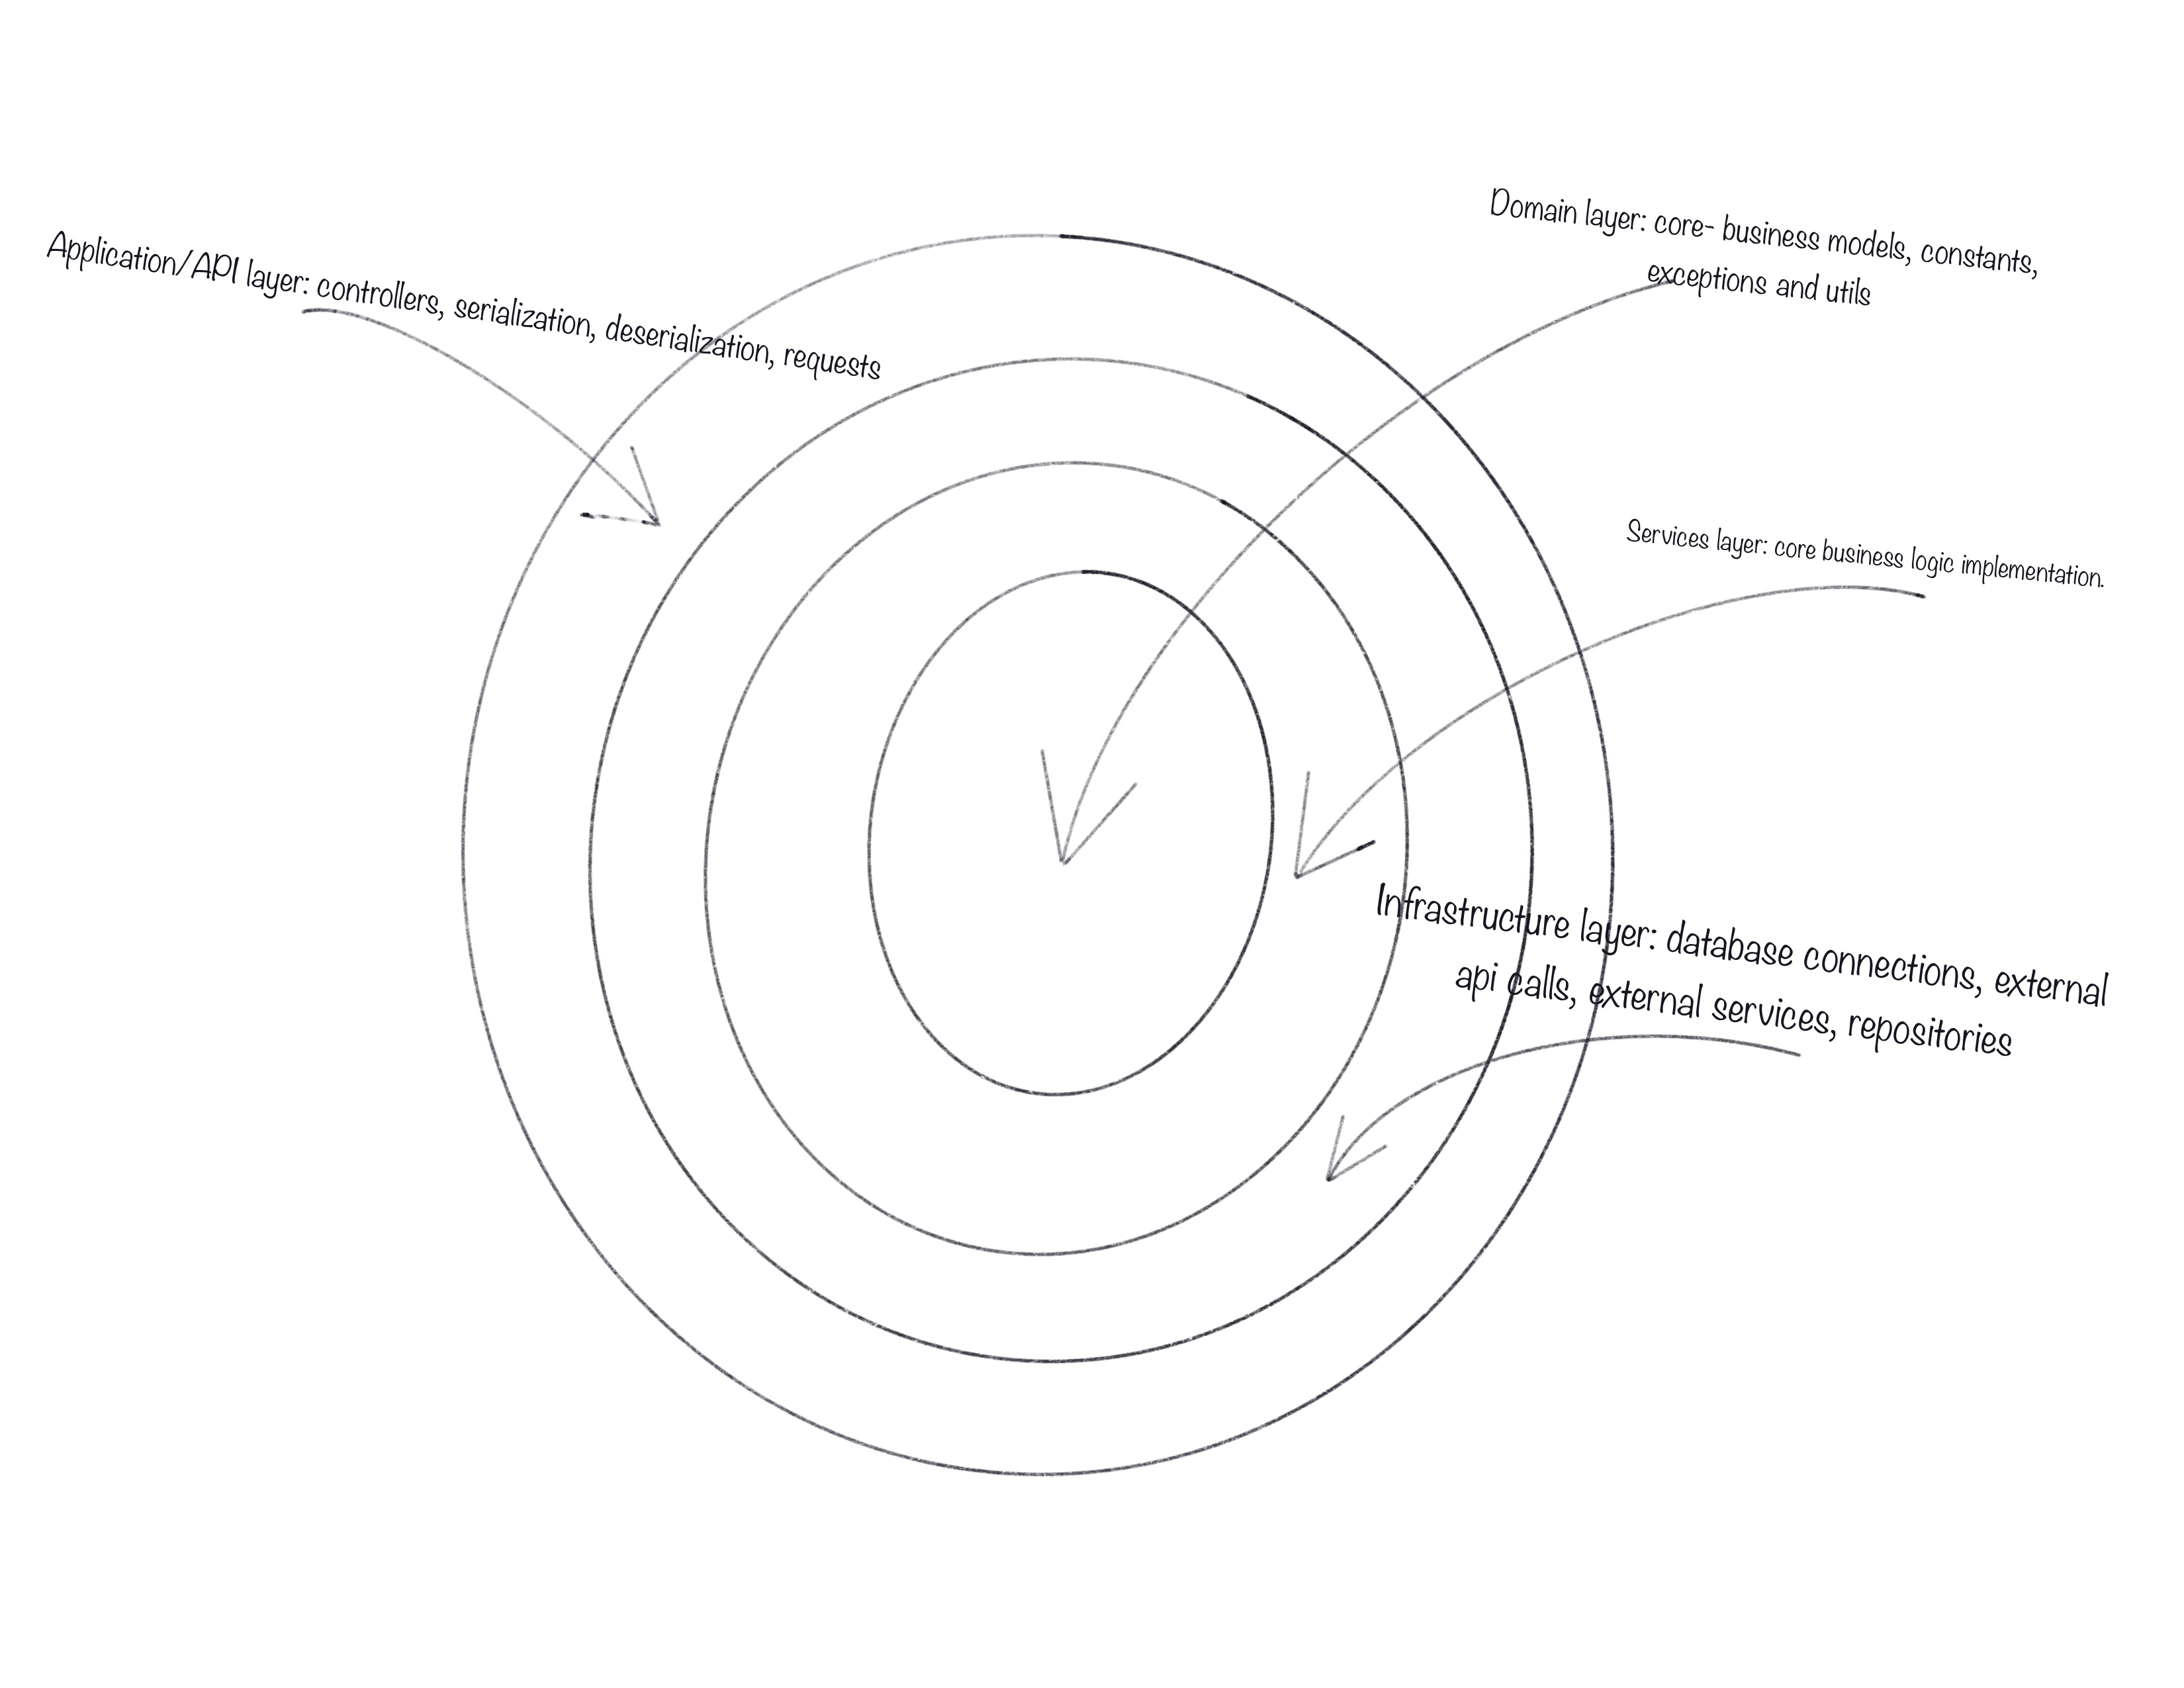 Application/API layer: controllers, serialization, deserialization, requests
Domain layer: core- business models, constants,
exceptions and utils
Services layer: core business logic implementation.
Infrastructure layer: database connections, external
api calls, external services, repositories